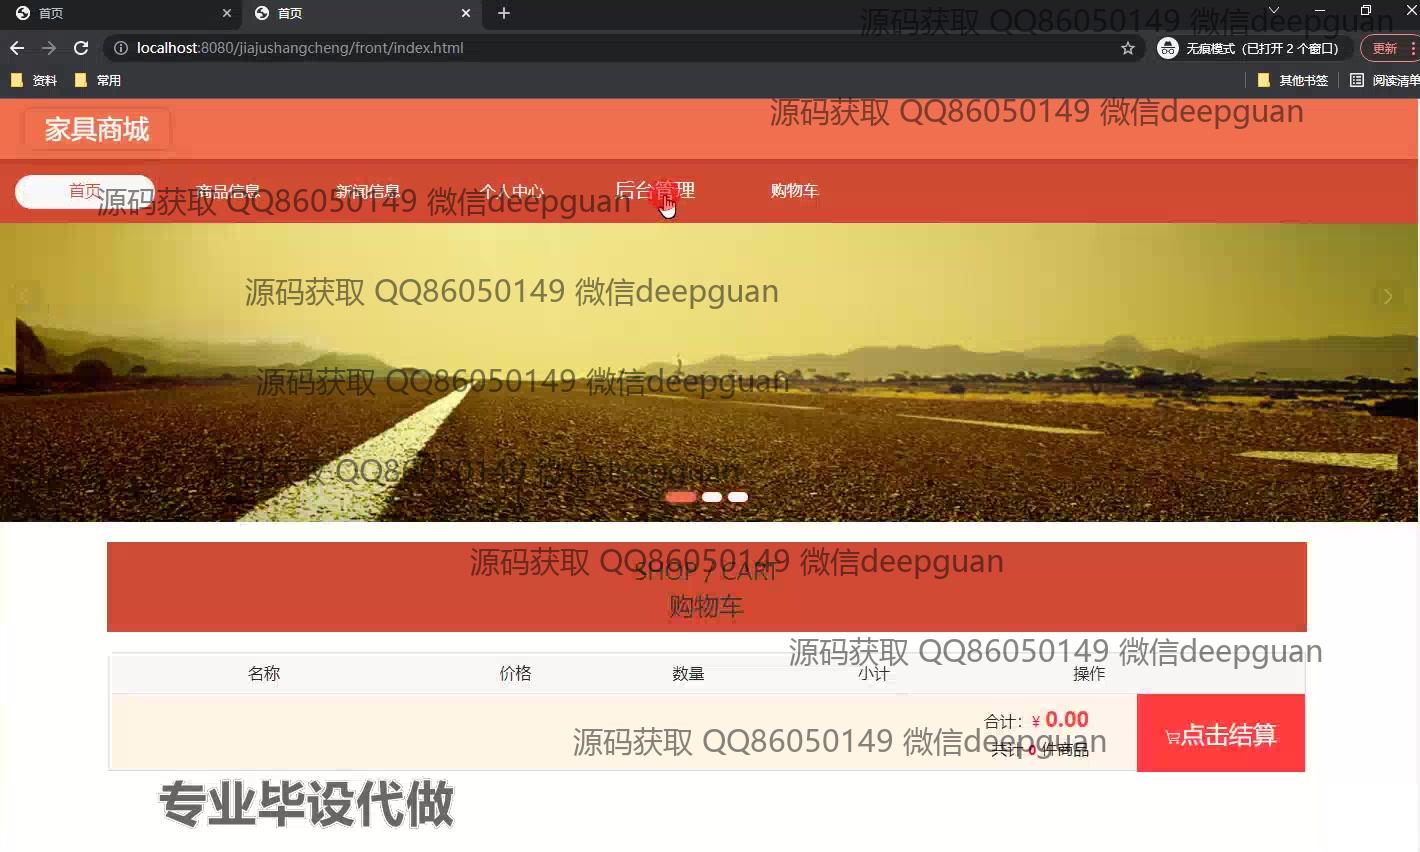 首页
首页
源码获取 QQ86050149 微信deepguan
localhost:8080/jiajushangcheng/front/index.html
无痕模式（已打开 2 个窗口）
更新
资料
常用
其他书签
阅读清单
家具商城
源码获取 QQ86050149 微信deepguan
首页
商品信息
新闻信息
个人中心
后台管理
购物车
源码获取 QQ86050149 微信deepguan
源码获取 QQ86050149 微信deepguan
源码获取 QQ86050149 微信deepguan
源码获取 QQ86050149 微信deepguan
源码获取 QQ86050149 微信deepguan
SHOP / CART
购物车
源码获取 QQ86050149 微信deepguan
名称
价格
数量
小计
操作
合计：¥ 0.00
共计 0 件商品
点击结算
源码获取 QQ86050149 微信deepguan
专业毕设代做